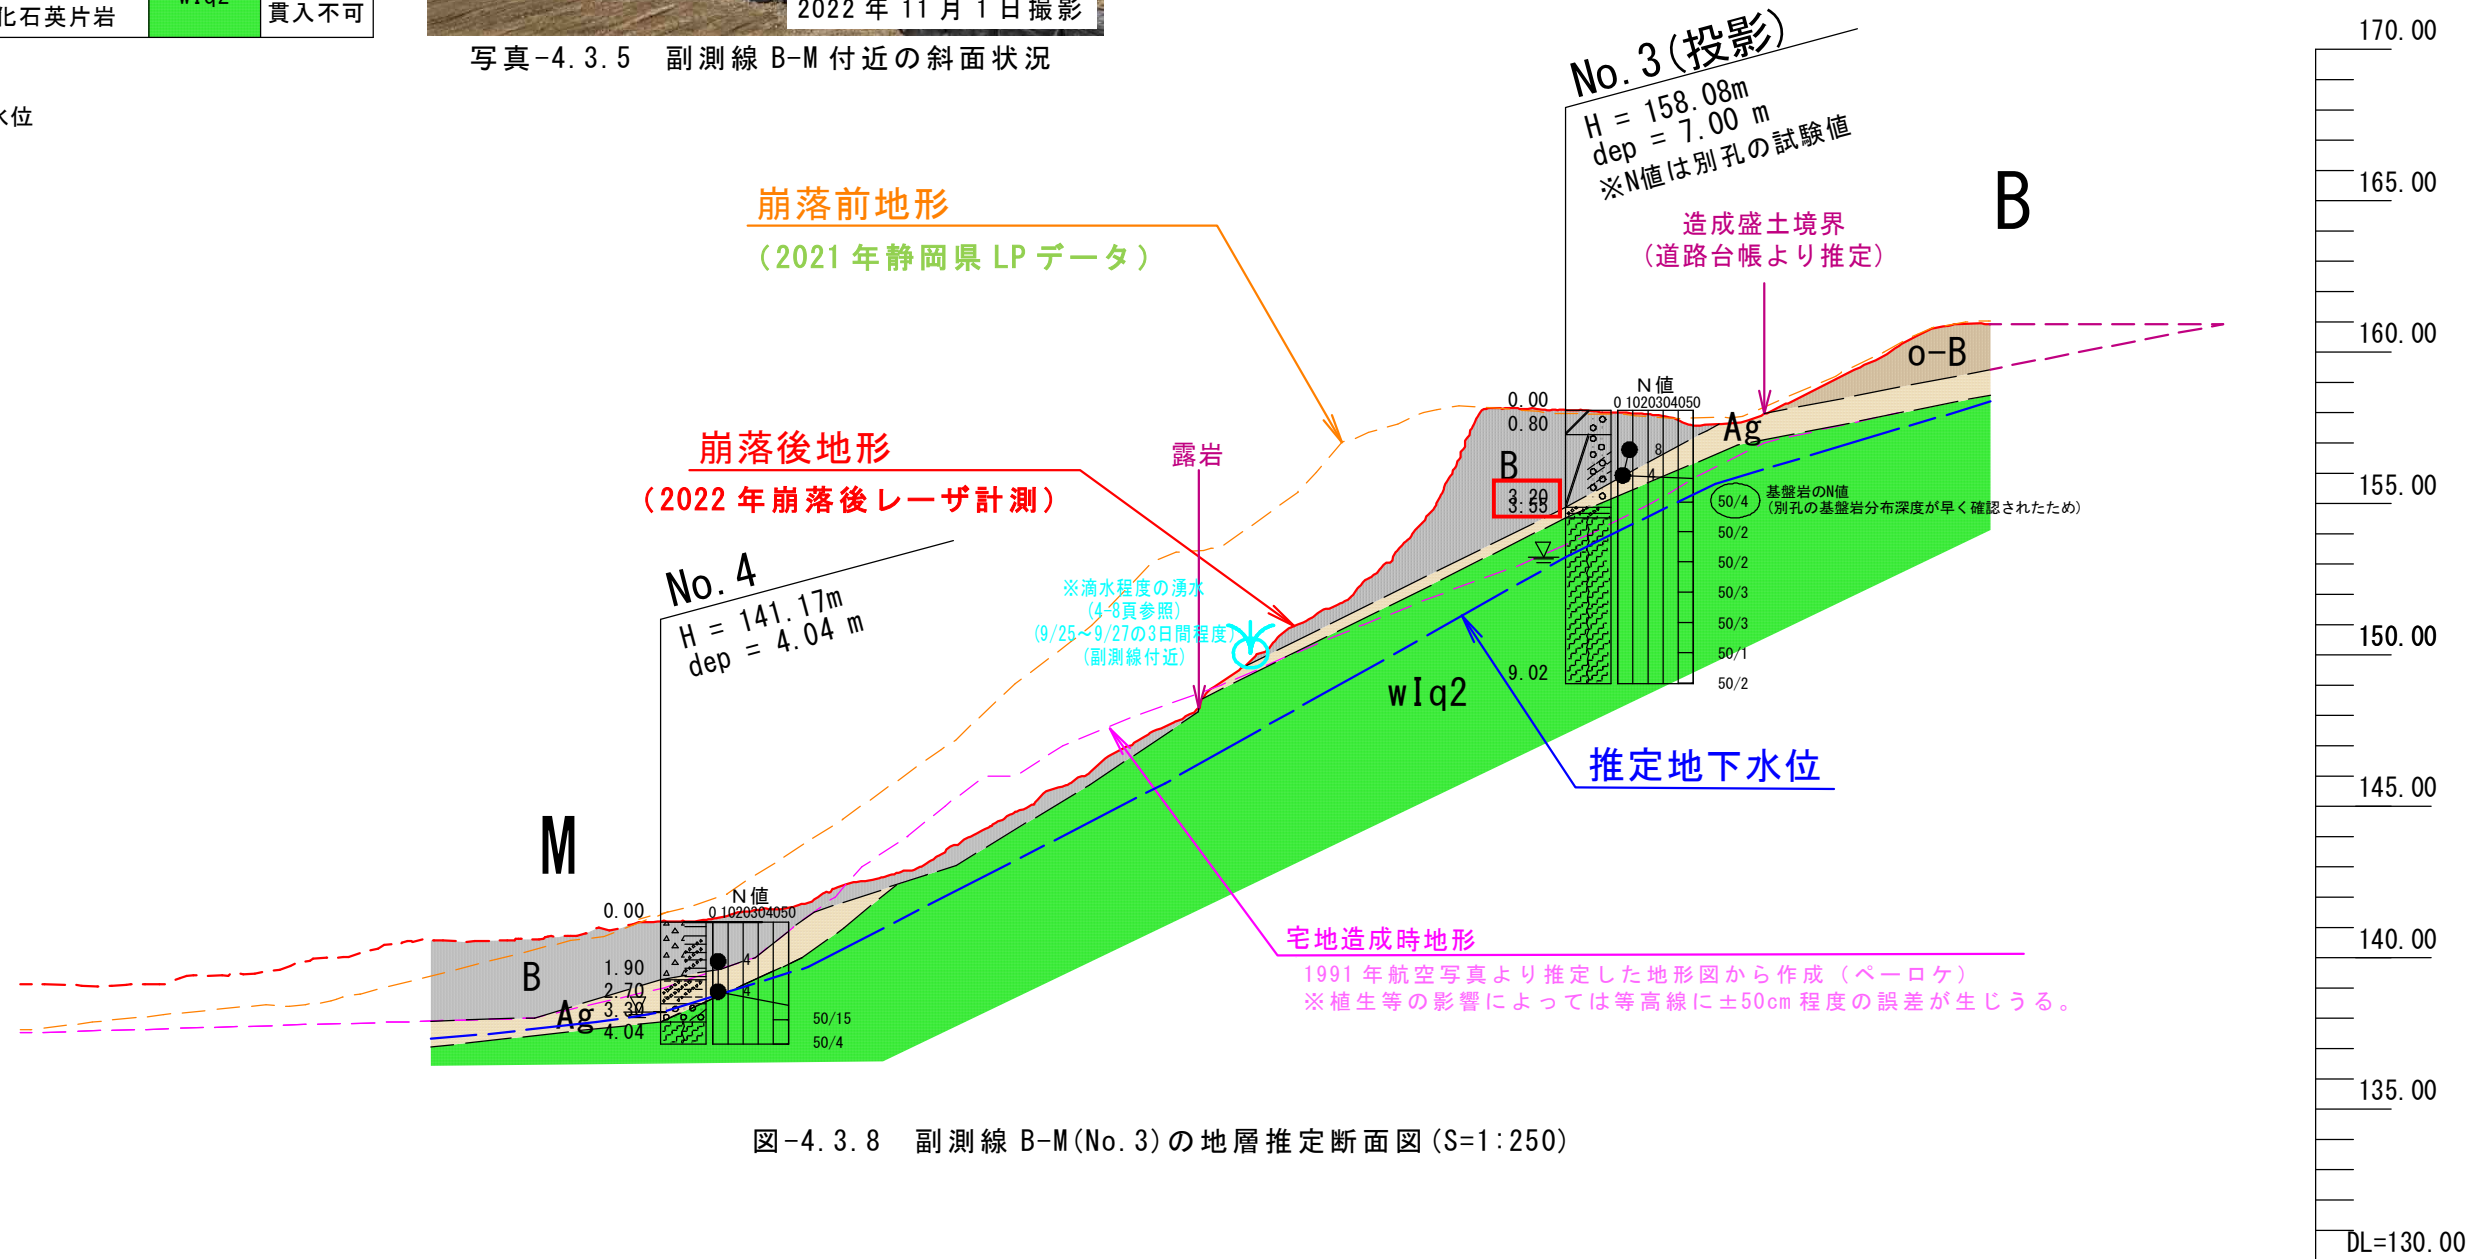 化石英片岩
wIq2
貫入不可
2022 年 11 月 1 日撮影
写真-4.3.5　副測線 B-M 付近の斜面状況
水位
No.3(投影)
H = 158.08m
dep = 7.00 m
※N値は別孔の試験値
B
崩落前地形
(2021 年静岡県 LP データ)
造成盛土境界
(道路台帳より推定)
o-B
Ag
N値
0 1020304050
0.00
0.80
B
3.20
3.55
9.02
8
4
50/4
基盤岩のN値
(別孔の基盤岩分布深度が早く確認されたため)
50/2
50/2
50/3
50/3
50/1
50/2
崩落後地形
(2022 年崩落後レーザ計測)
露岩
※滴水程度の湧水
(4-8頁参照)
(9/25～9/27の3日間程度)
(副測線付近)
No.4
H = 141.17m
dep = 4.04 m
wIq2
推定地下水位
M
N値
0 1020304050
0.00
1.90
2.70
3.30
4.04
4
4
50/15
50/4
B
Ag
宅地造成時地形
1991 年航空写真より推定した地形図から作成 (ペーロケ)
※植生等の影響によっては等高線に±50cm 程度の誤差が生じうる。
170.00
165.00
160.00
155.00
150.00
145.00
140.00
135.00
DL=130.00
図-4.3.8　副測線 B-M(No.3)の地層推定断面図(S=1:250)